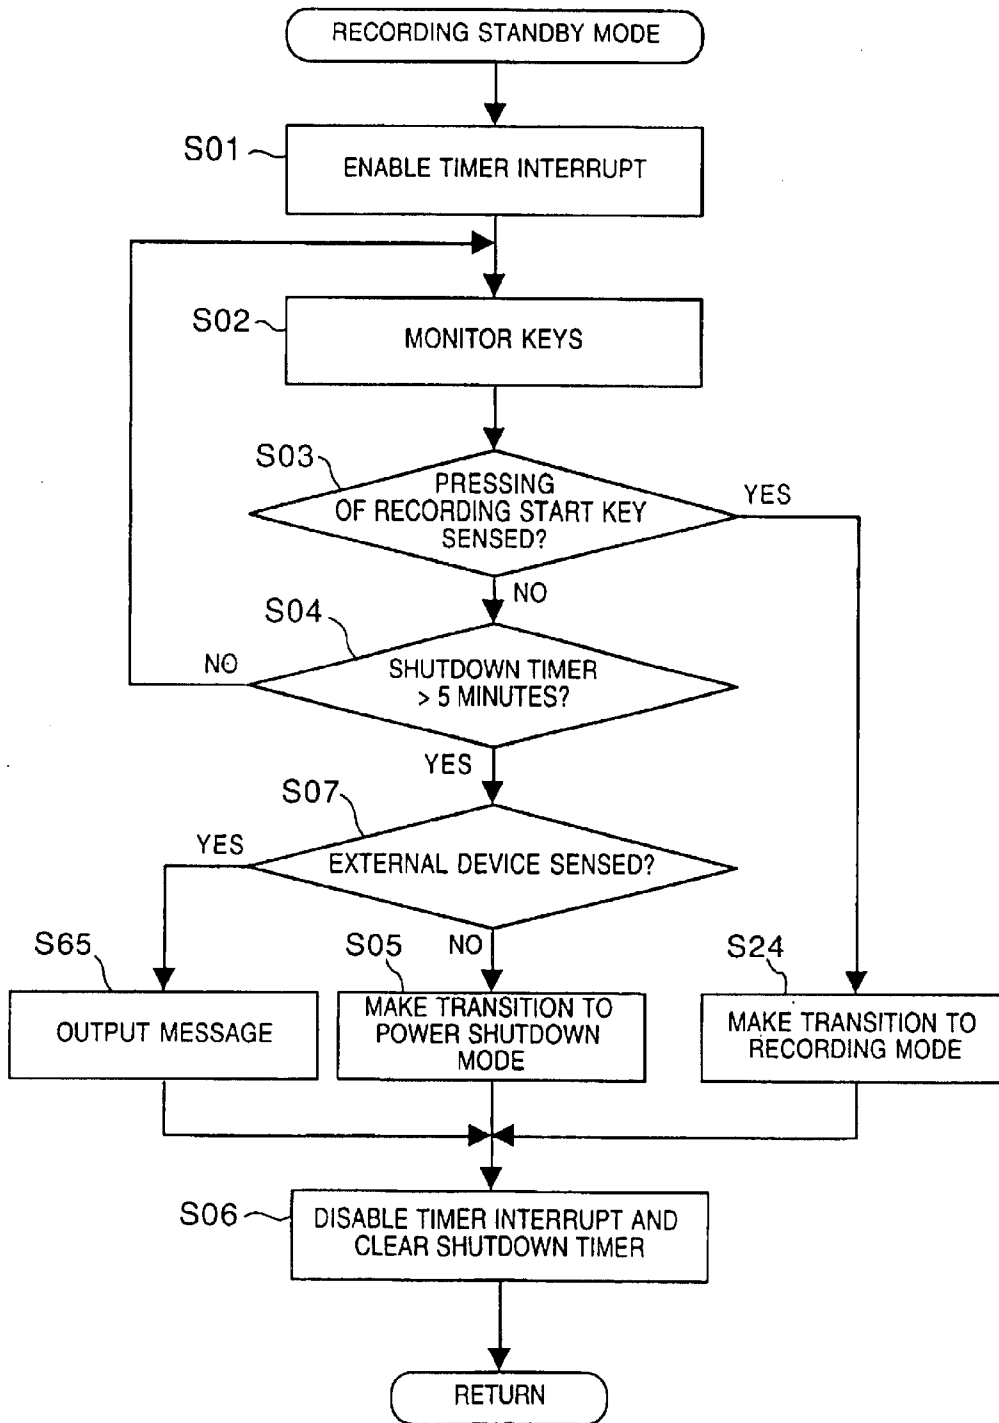 RECORDING STANDBY MODE
S01
ENABLE TIMER INTERRUPT
S02
MONITOR KEYS
S03
PRESSING
OF RECORDING START KEY
SENSED?
YES
NO
S04
SHUTDOWN TIMER
> 5 MINUTES?
NO
YES
S07
EXTERNAL DEVICE SENSED?
YES
NO
S65
OUTPUT MESSAGE
S05
MAKE TRANSITION TO
POWER SHUTDOWN
MODE
S24
MAKE TRANSITION TO
RECORDING MODE
S06
DISABLE TIMER INTERRUPT AND
CLEAR SHUTDOWN TIMER
RETURN